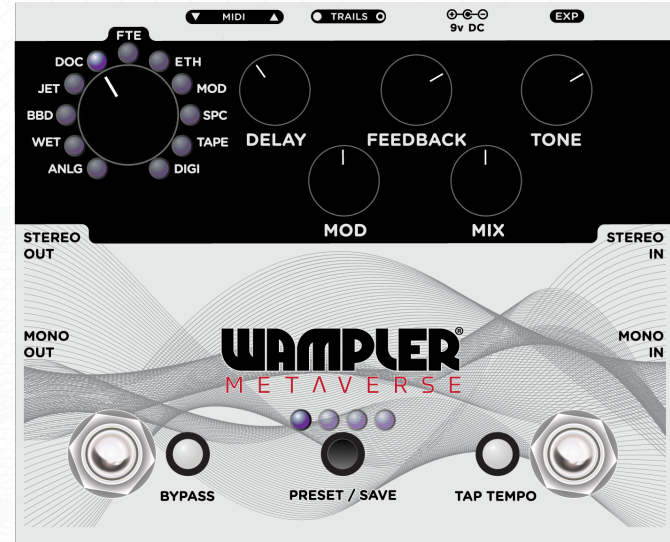 MIDI
TRAILS
9v DC
EXP
FTE
DOC
ETH
JET
MOD
BBD
SPC
WET
TAPE
ANLG
DIGI
DELAY
FEEDBACK
TONE
MOD
MIX
STEREO
OUT
STEREO
IN
MONO
OUT
MONO
IN
WAMPLER®
METΛVERSE
BYPASS
PRESET / SAVE
TAP TEMPO